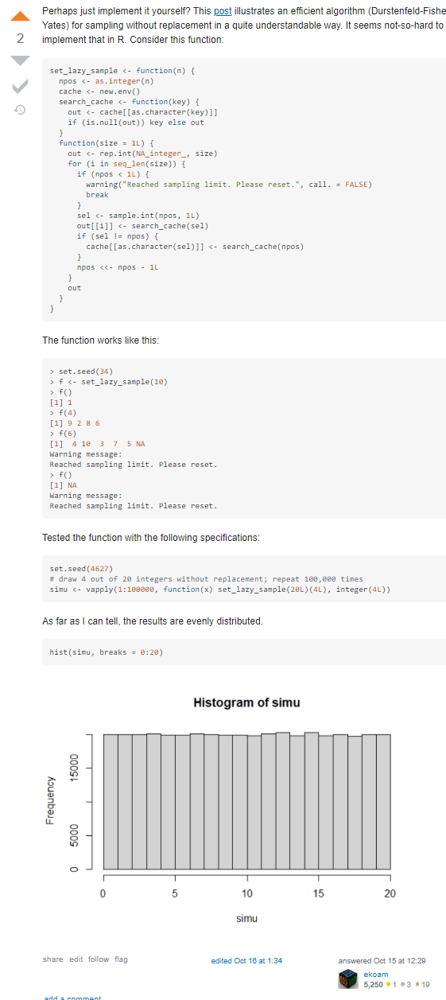 Perhaps just implement it yourself? This post illustrates an efficient algorithm (Durstenfeld-Fishe
Yates) for sampling without replacement in a quite understandable way. It seems not-so-hard to
implement that in R. Consider this function:
2
set_lazy_sample <- function(n) {
  npos <- as.integer(n)
  cache <- new.env()
  search_cache <- function(key) {
    out <- cache[[as.character(key)]]
    if (is.null(out)) key else out
  }
  function(size = 1L) {
    out <- rep.int(NA_integer_, size)
    for (i in seq_len(size)) {
      if (npos < 1L) {
        warning("Reached sampling limit. Please reset.", call. = FALSE)
        break
      }
      sel <- sample.int(npos, 1L)
      out[[i]] <- search_cache(sel)
      if (sel != npos) {
        cache[[as.character(sel)]] <- search_cache(npos)
      }
      npos <<- npos - 1L
    }
    out
  }
}
The function works like this:
> set.seed(34)
> f <- set_lazy_sample(10)
> f()
[1] 1
> f(4)
[1] 9 2 8 6
> f(6)
[1]  4 10  3  7  5 NA
Warning message:
Reached sampling limit. Please reset.
> f()
[1] NA
Warning message:
Reached sampling limit. Please reset.
Tested the function with the following specifications:
set.seed(4627)
# draw 4 out of 20 integers without replacement; repeat 100,000 times
simu <- vapply(1:100000, function(x) set_lazy_sample(20L)(4L), integer(4L))
As far as I can tell, the results are evenly distributed.
hist(simu, breaks = 0:20)
Histogram of simu
Frequency
15000
5000
0
0 5 10 15 20
simu
share edit follow flag
edited Oct 16 at 1:34
answered Oct 15 at 12:29
ekoam
5,250 1 3 19
add a comment